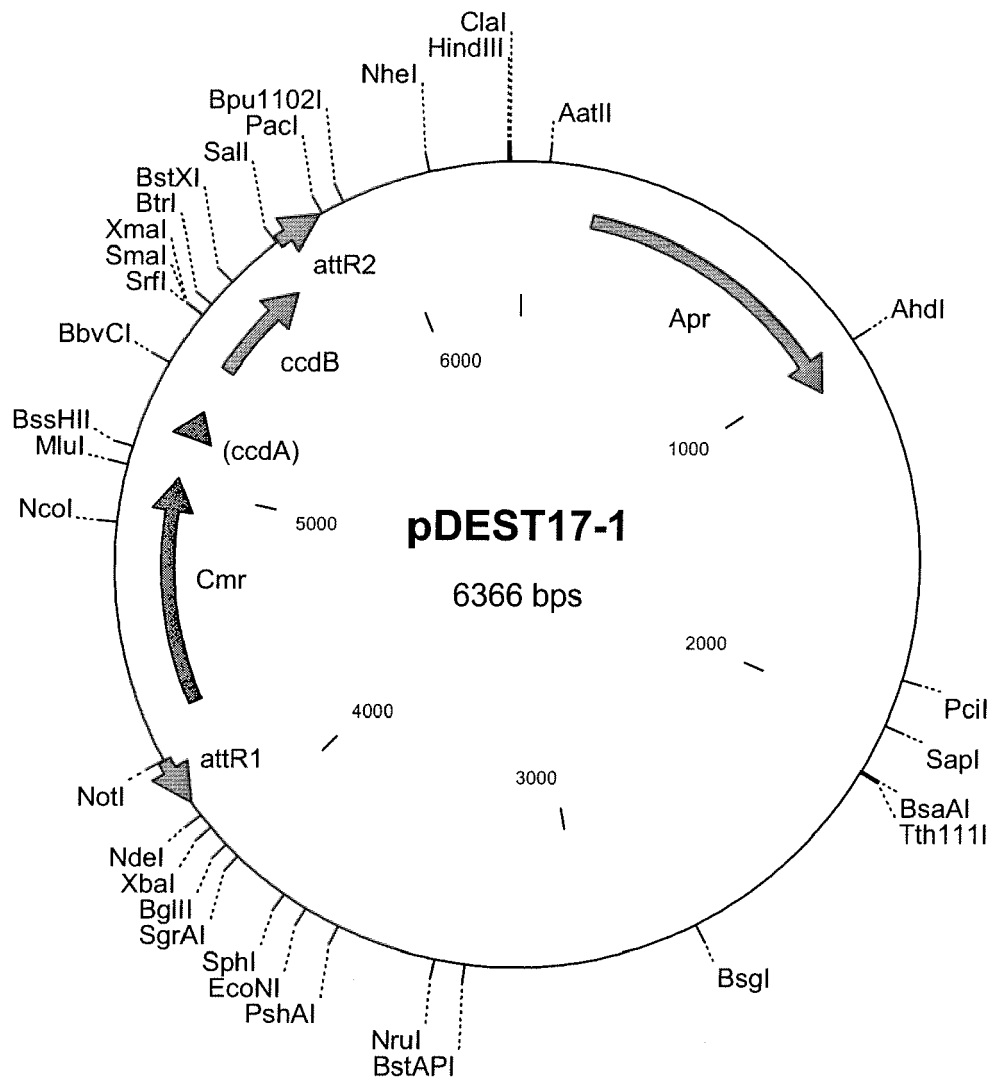 ClaI
HindIII
AatII
NheI
Bpu1102I
PacI
SalI
BstXI
BtrI
XmaI
SmaI
SrfI
BbvCI
BssHII
MluI
NcoI
AhdI
attR2
ccdB
(ccdA)
Cmr
attR1
Apr
6000
1000
5000
2000
4000
3000
pDEST17-1
6366 bps
PciI
SapI
BsaAI
Tth111I
BsgI
NotI
NdeI
XbaI
BglII
SgrAI
SphI
EcoNI
PshAI
NruI
BstAPI